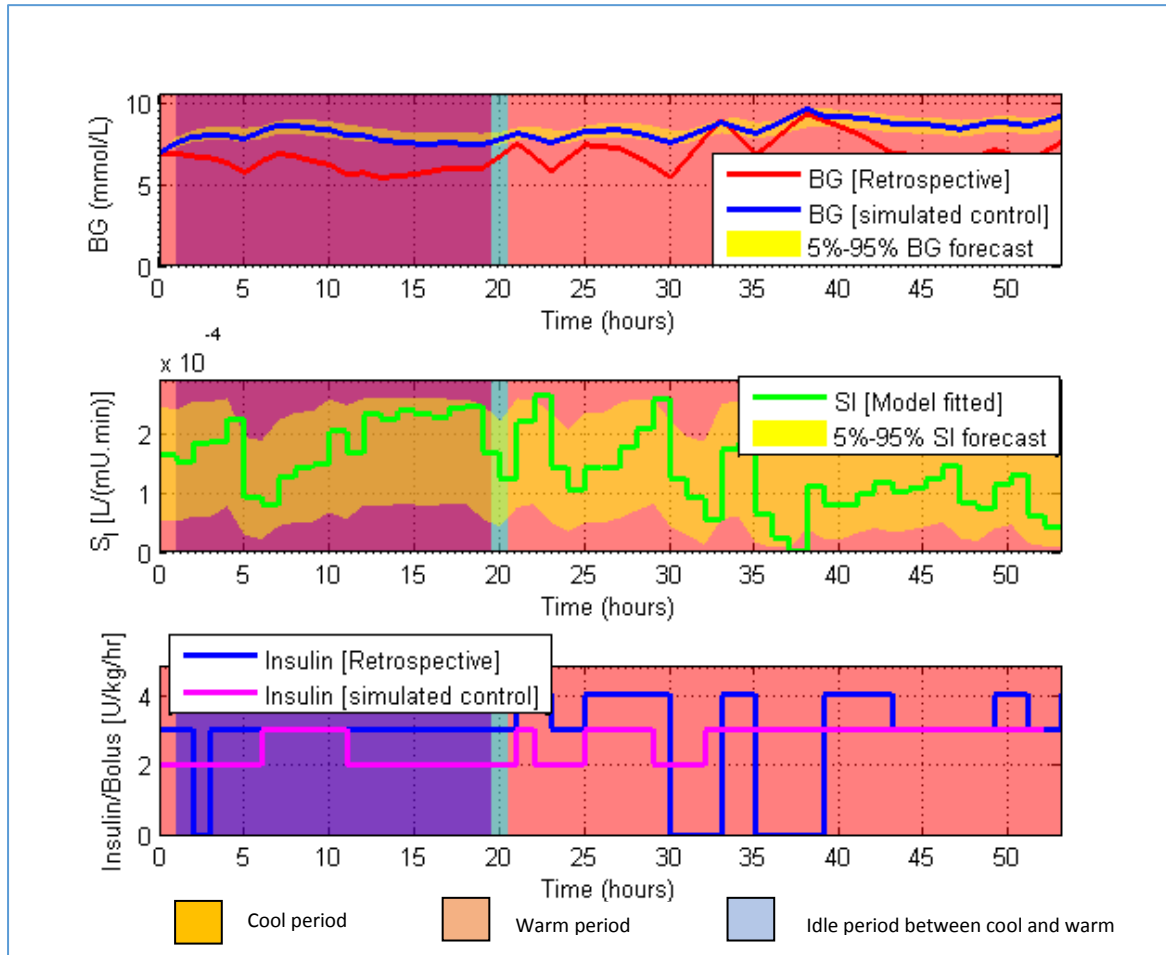 10
5
0
BG (mmol/L)
BG [Retrospective]
BG [simulated control]
5%-95% BG forecast
0 5 10 15 20 25 30 35 40 45 50
Time (hours)
x 10 -4
2
1
0
SI [L/(mU.min)]
SI [Model fitted]
5%-95% SI forecast
0 5 10 15 20 25 30 35 40 45 50
Time (hours)
4
2
0
Insulin/Bolus [U/kg/hr]
Insulin [Retrospective]
Insulin [simulated control]
0 5 10 15 20 25 30 35 40 45 50
Time (hours)
Cool period Warm period Idle period between cool and warm